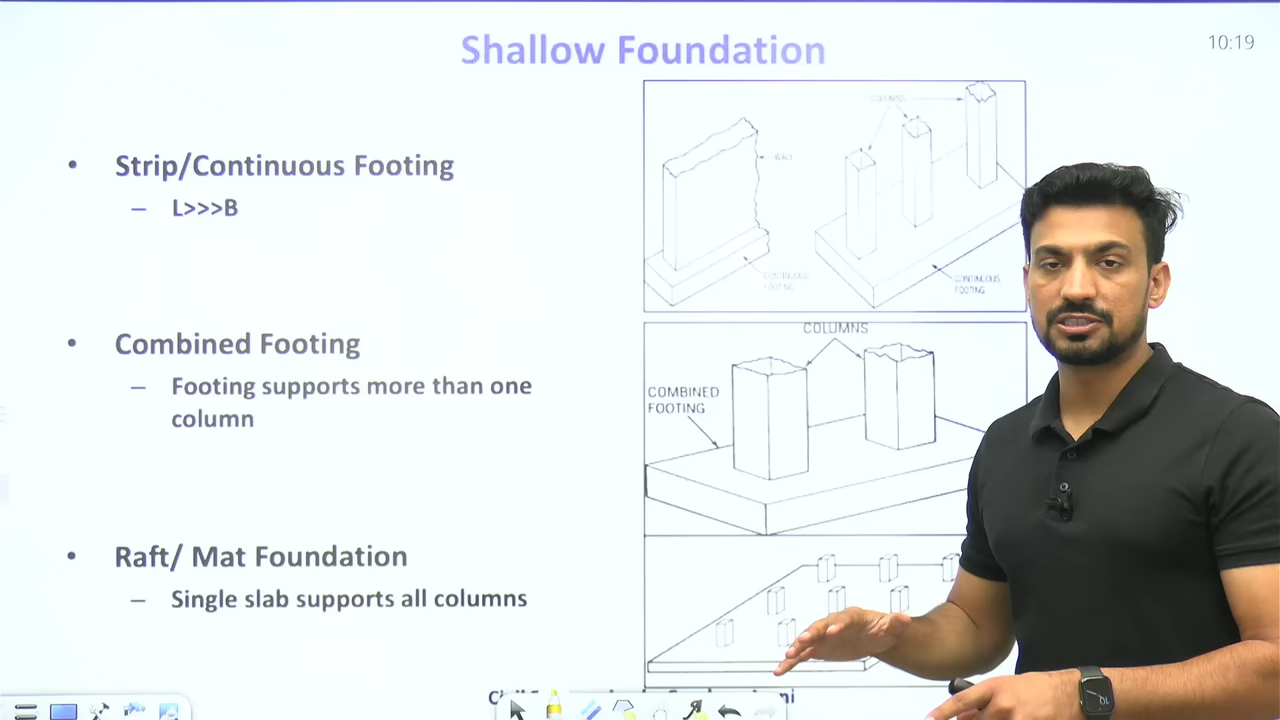 Shallow Foundation
10:19
• Strip/Continuous Footing
– L>>>B
COLUMNS
WALL
CONTINUOUS
FOOTING
CONTINUOUS
FOOTING
• Combined Footing
– Footing supports more than one
column
COLUMNS
COMBINED
FOOTING
• Raft/ Mat Foundation
– Single slab supports all columns